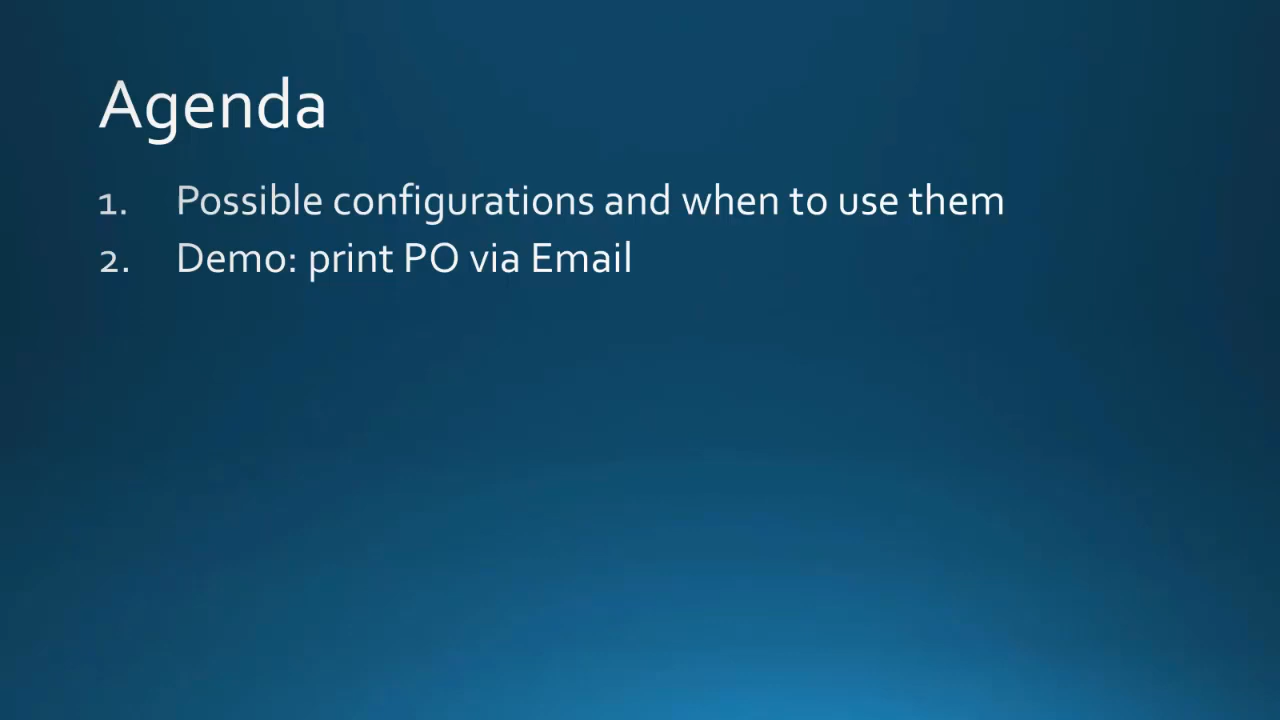 Agenda
1. Possible configurations and when to use them
2. Demo: print PO via Email